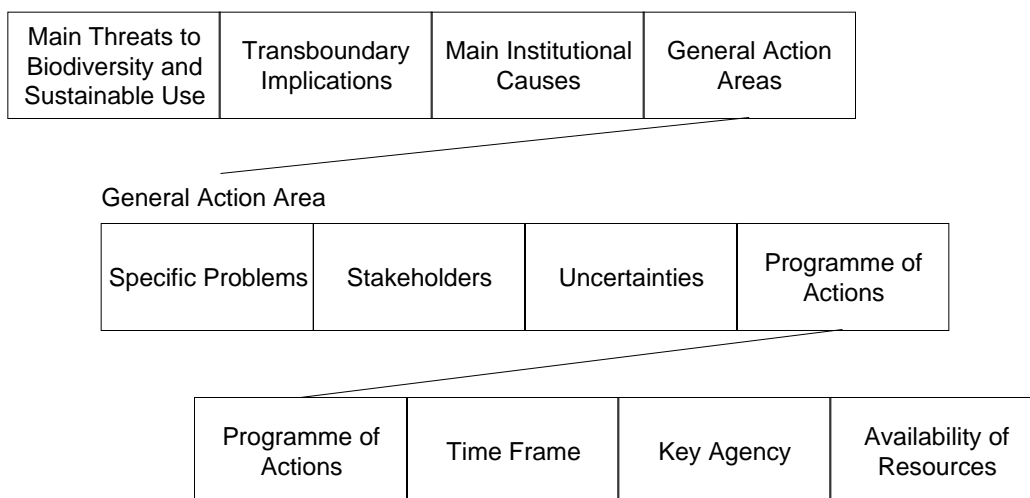 Main Threats to
Biodiversity and
Sustainable Use
Transboundary
Implications
Main Institutional
Causes
General Action
Areas
General Action Area
Specific Problems
Stakeholders
Uncertainties
Programme of
Actions
Programme of
Actions
Time Frame
Key Agency
Availability of
Resources